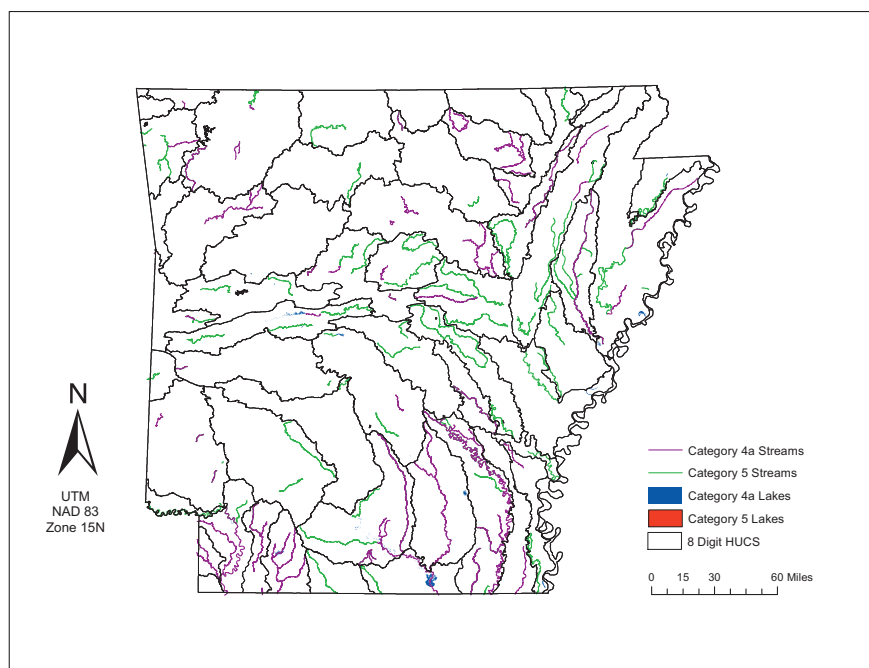 N
UTM
NAD 83
Zone 15N
Category 4a Streams
Category 5 Streams
Category 4a Lakes
Category 5 Lakes
8 Digit HUCS
0 15 30 60 Miles